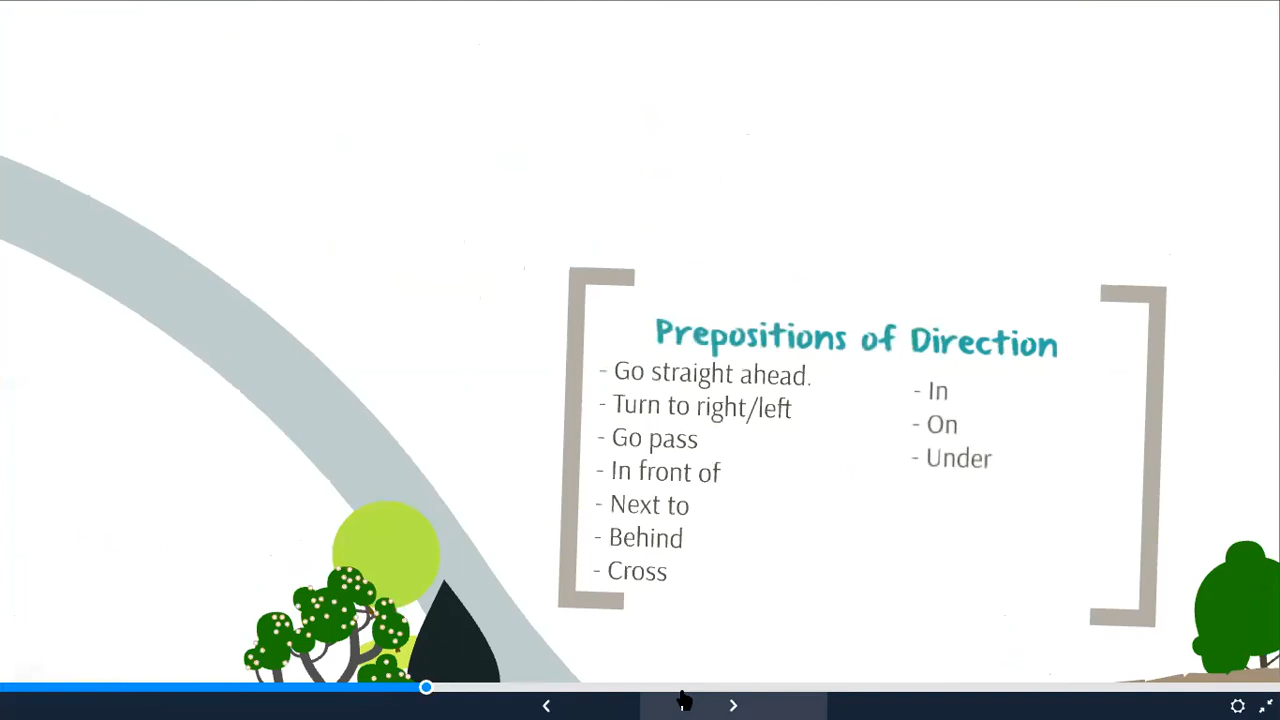 Prepositions of Direction
- Go straight ahead.
- Turn to right/left
- Go pass
- In front of
- Next to
- Behind
- Cross
- In
- On
- Under